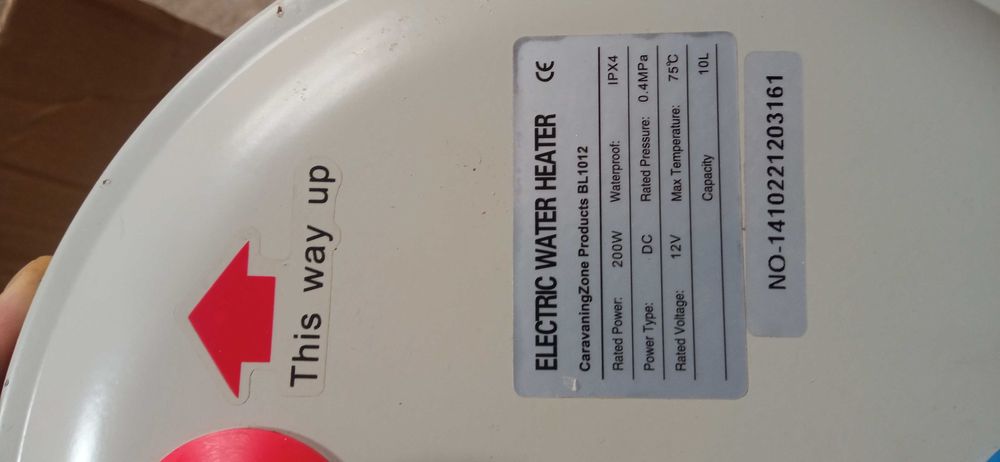 This way up
ELECTRIC WATER HEATER CE
CaravaningZone Products BL1012
Rated Power: 200W Waterproof: IPX4
Power Type: DC Rated Pressure: 0.4MPa
Rated Voltage: 12V Max Temperature: 75℃
Capacity 10L
NO-1410221203161